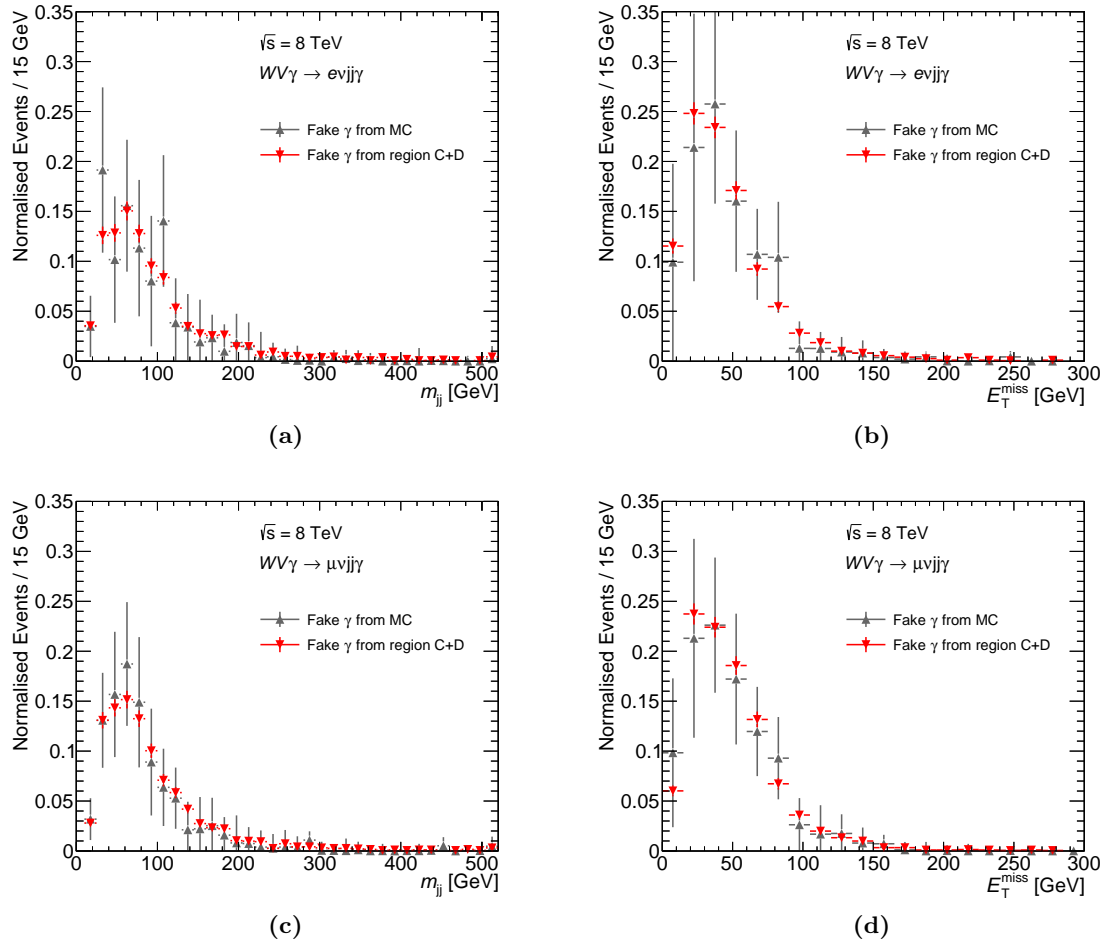 0.35
0.3
0.25
0.2
0.15
0.1
0.05
0
Normalised Events / 15 GeV
√s = 8 TeV
WVγ → eνjjγ
Fake γ from MC
Fake γ from region C+D
0 100 200 300 400 500
m_jj [GeV]
(a)
0.35
0.3
0.25
0.2
0.15
0.1
0.05
0
Normalised Events / 15 GeV
√s = 8 TeV
WVγ → eνjjγ
Fake γ from MC
Fake γ from region C+D
0 50 100 150 200 250 300
E_T^miss [GeV]
(b)
0.35
0.3
0.25
0.2
0.15
0.1
0.05
0
Normalised Events / 15 GeV
√s = 8 TeV
WVγ → μνjjγ
Fake γ from MC
Fake γ from region C+D
0 100 200 300 400 500
m_jj [GeV]
(c)
0.35
0.3
0.25
0.2
0.15
0.1
0.05
0
Normalised Events / 15 GeV
√s = 8 TeV
WVγ → μνjjγ
Fake γ from MC
Fake γ from region C+D
0 50 100 150 200 250 300
E_T^miss [GeV]
(d)